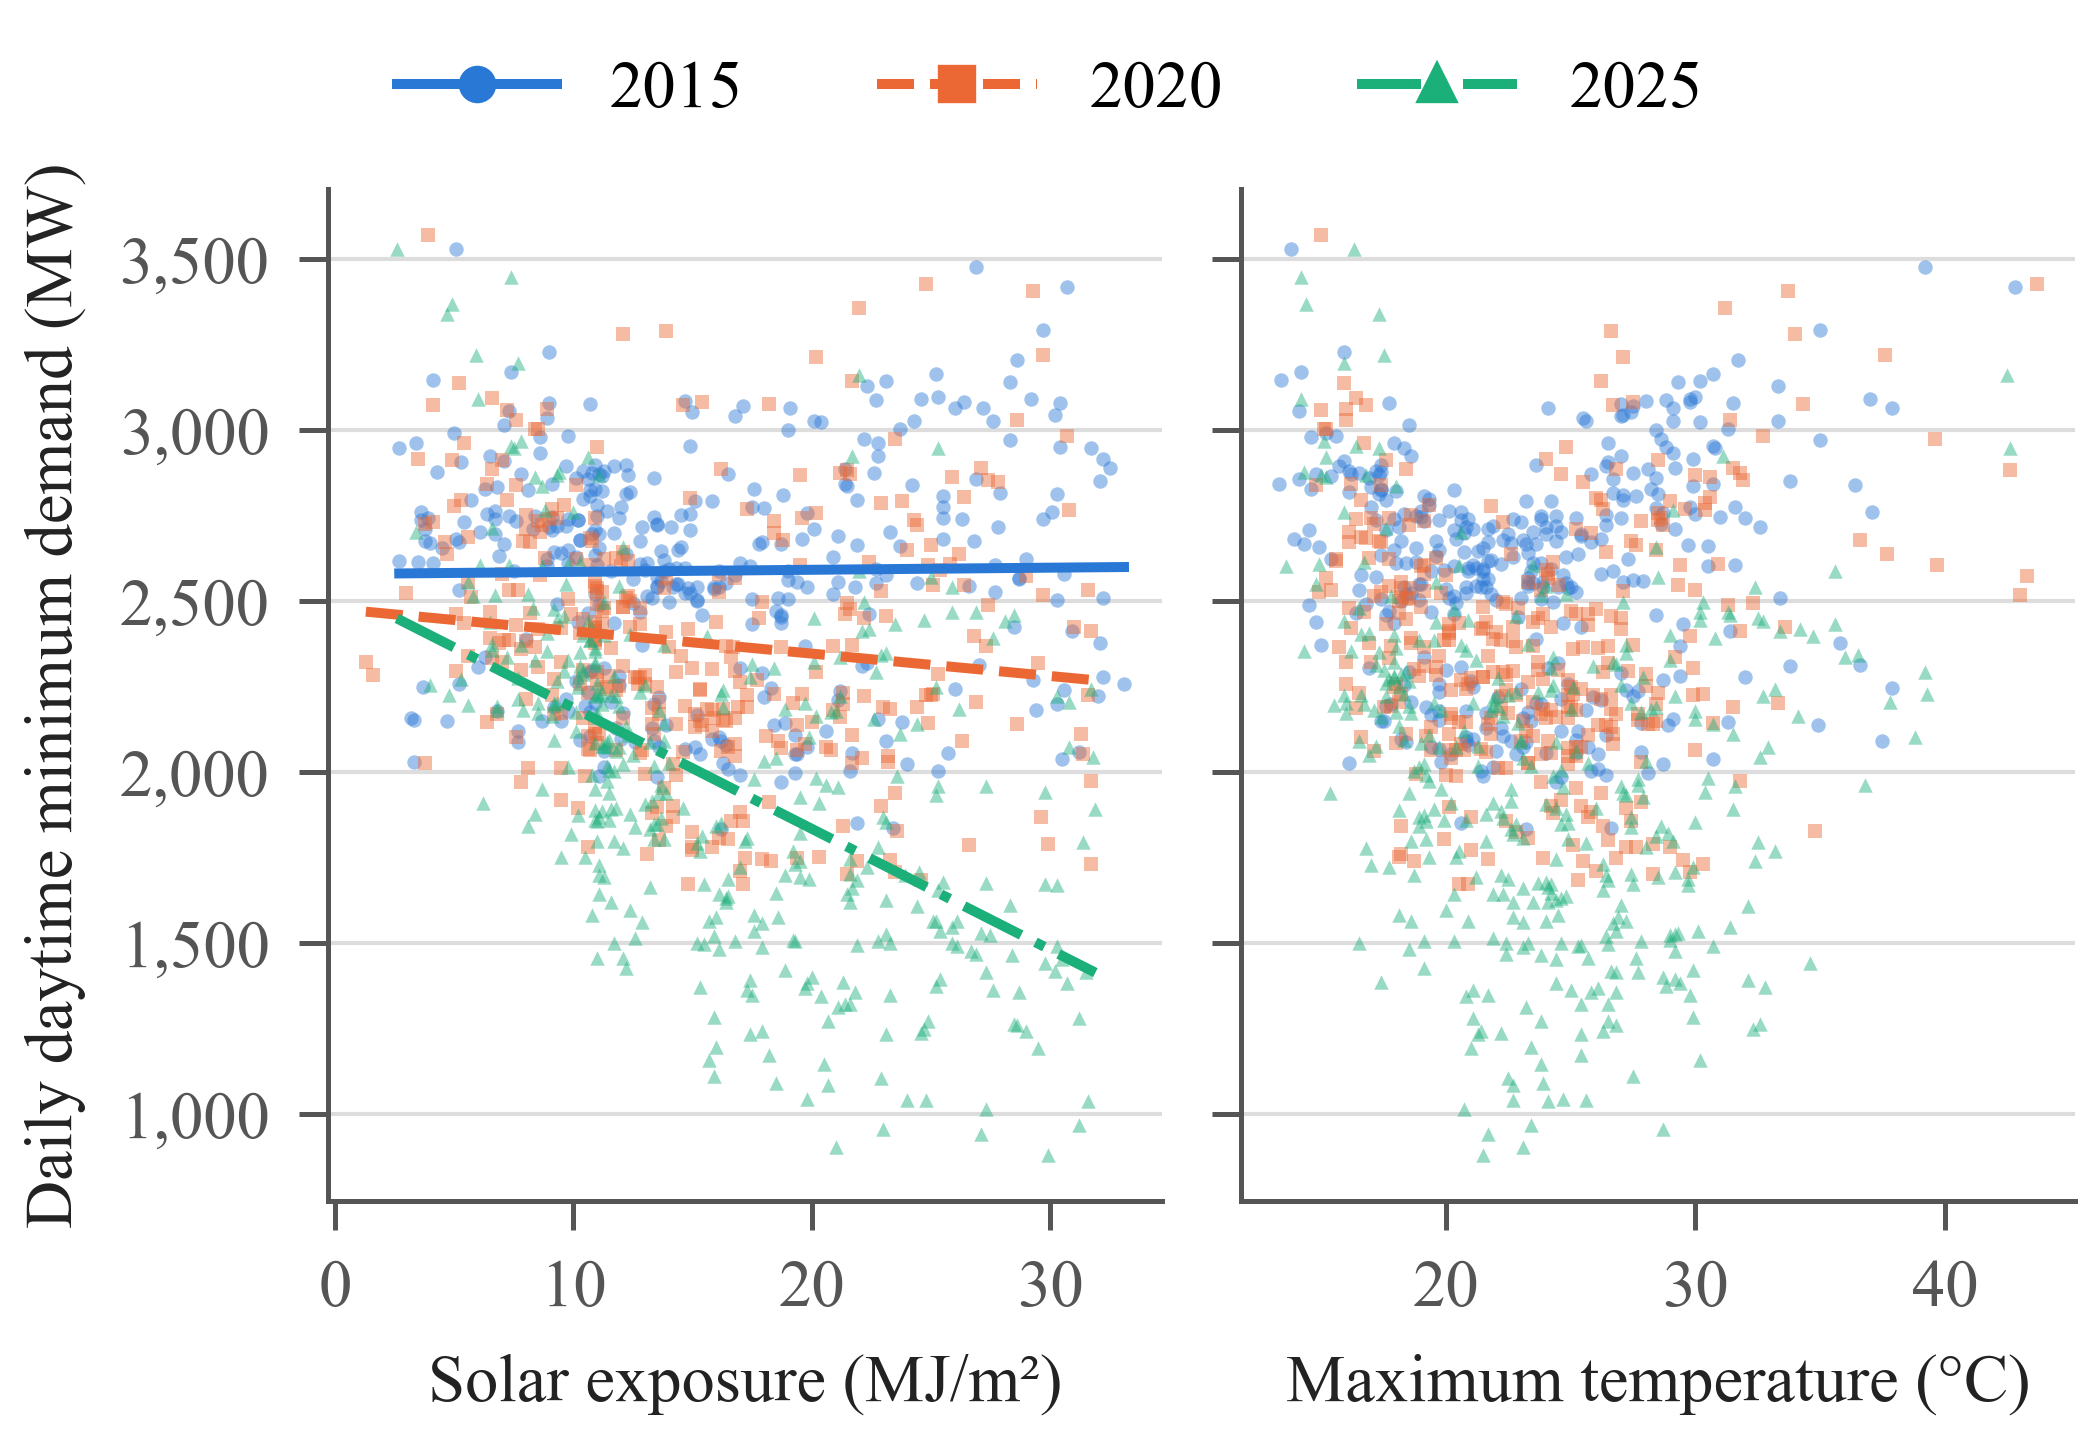 2015 2020 2025
Daily daytime minimum demand (MW)
3,500
3,000
2,500
2,000
1,500
1,000
0 10 20 30
20 30 40
Solar exposure (MJ/m²)
Maximum temperature (°C)